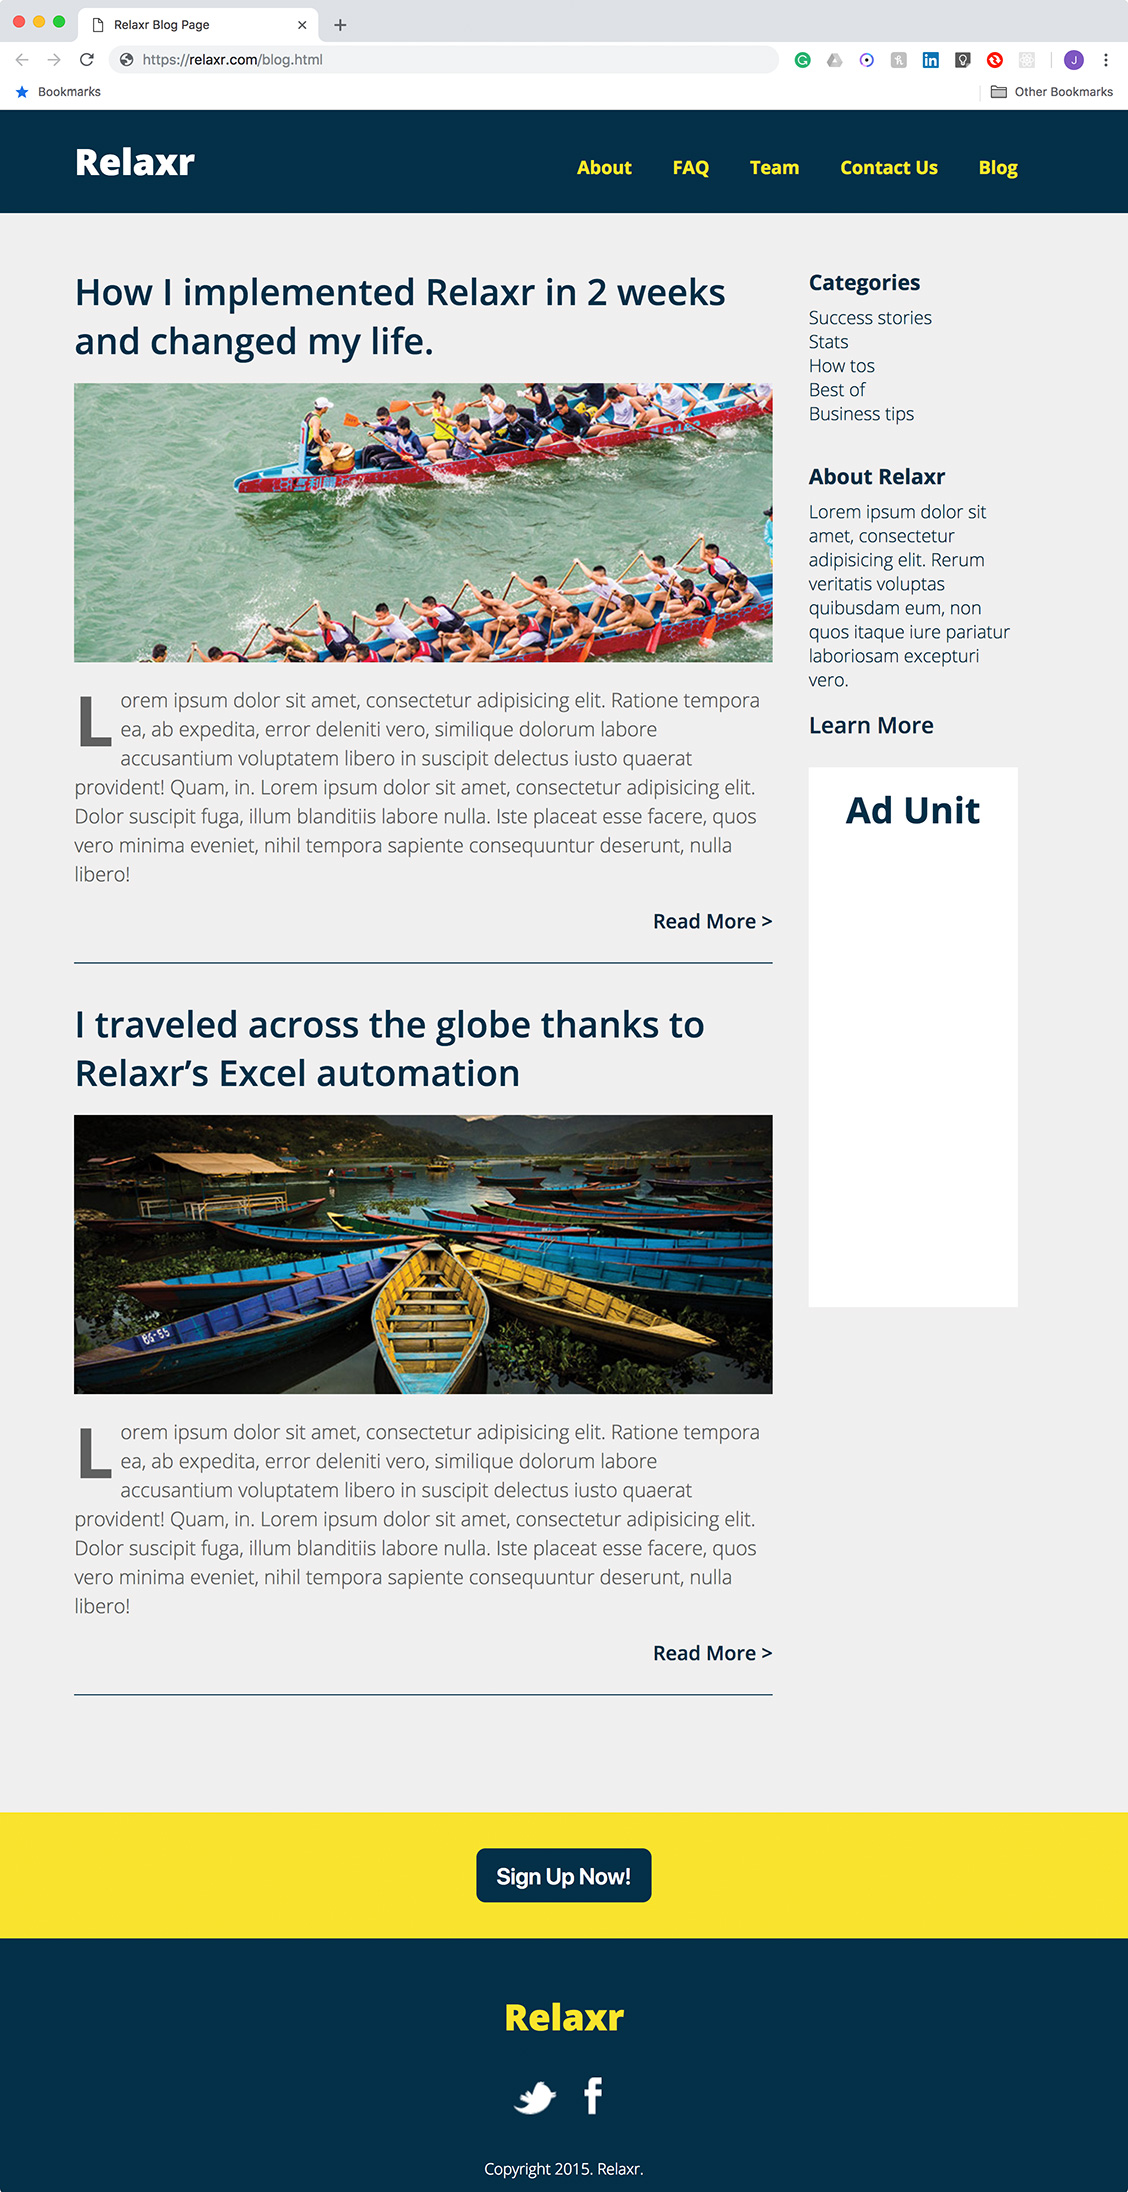 Relaxr Blog Page
https://relaxr.com/blog.html
J
Bookmarks
Other Bookmarks
Relaxr
About
FAQ
Team
Contact Us
Blog
How I implemented Relaxr in 2 weeks
and changed my life.
Lorem ipsum dolor sit amet, consectetur adipisicing elit. Ratione tempora
ea, ab expedita, error deleniti vero, similique dolorum labore
accusantium voluptatem libero in suscipit delectus iusto quaerat
provident! Quam, in. Lorem ipsum dolor sit amet, consectetur adipisicing elit.
Dolor suscipit fuga, illum blanditiis labore nulla. Iste placeat esse facere, quos
vero minima eveniet, nihil tempora sapiente consequuntur deserunt, nulla
libero!
Read More >
I traveled across the globe thanks to
Relaxr’s Excel automation
Lorem ipsum dolor sit amet, consectetur adipisicing elit. Ratione tempora
ea, ab expedita, error deleniti vero, similique dolorum labore
accusantium voluptatem libero in suscipit delectus iusto quaerat
provident! Quam, in. Lorem ipsum dolor sit amet, consectetur adipisicing elit.
Dolor suscipit fuga, illum blanditiis labore nulla. Iste placeat esse facere, quos
vero minima eveniet, nihil tempora sapiente consequuntur deserunt, nulla
libero!
Read More >
Categories
Success stories
Stats
How tos
Best of
Business tips
About Relaxr
Lorem ipsum dolor sit
amet, consectetur
adipisicing elit. Rerum
veritatis voluptas
quibusdam eum, non
quos itaque iure pariatur
laboriosam excepturi
vero.
Learn More
Ad Unit
Sign Up Now!
Relaxr
Copyright 2015. Relaxr.